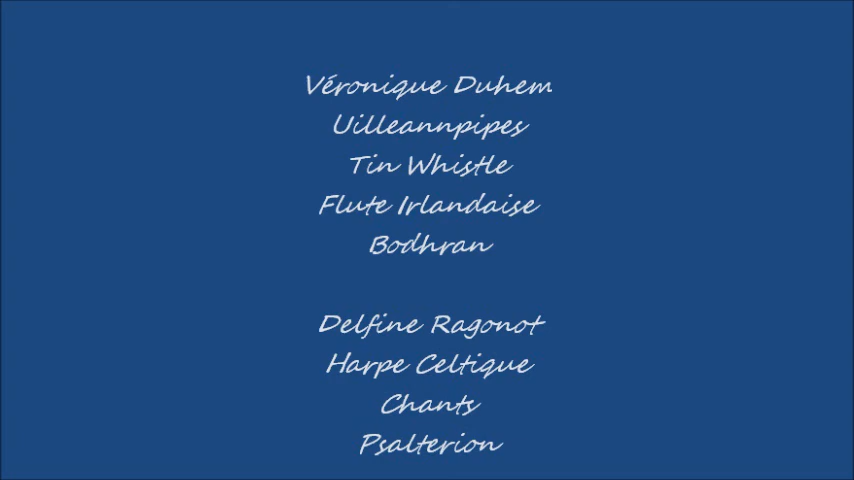 Véronique Duhem
Uilleannpipes
Tin Whistle
Flute Irlandaise
Bodhran
Delfine Ragonot
Harpe Celtique
Chants
Psalterion